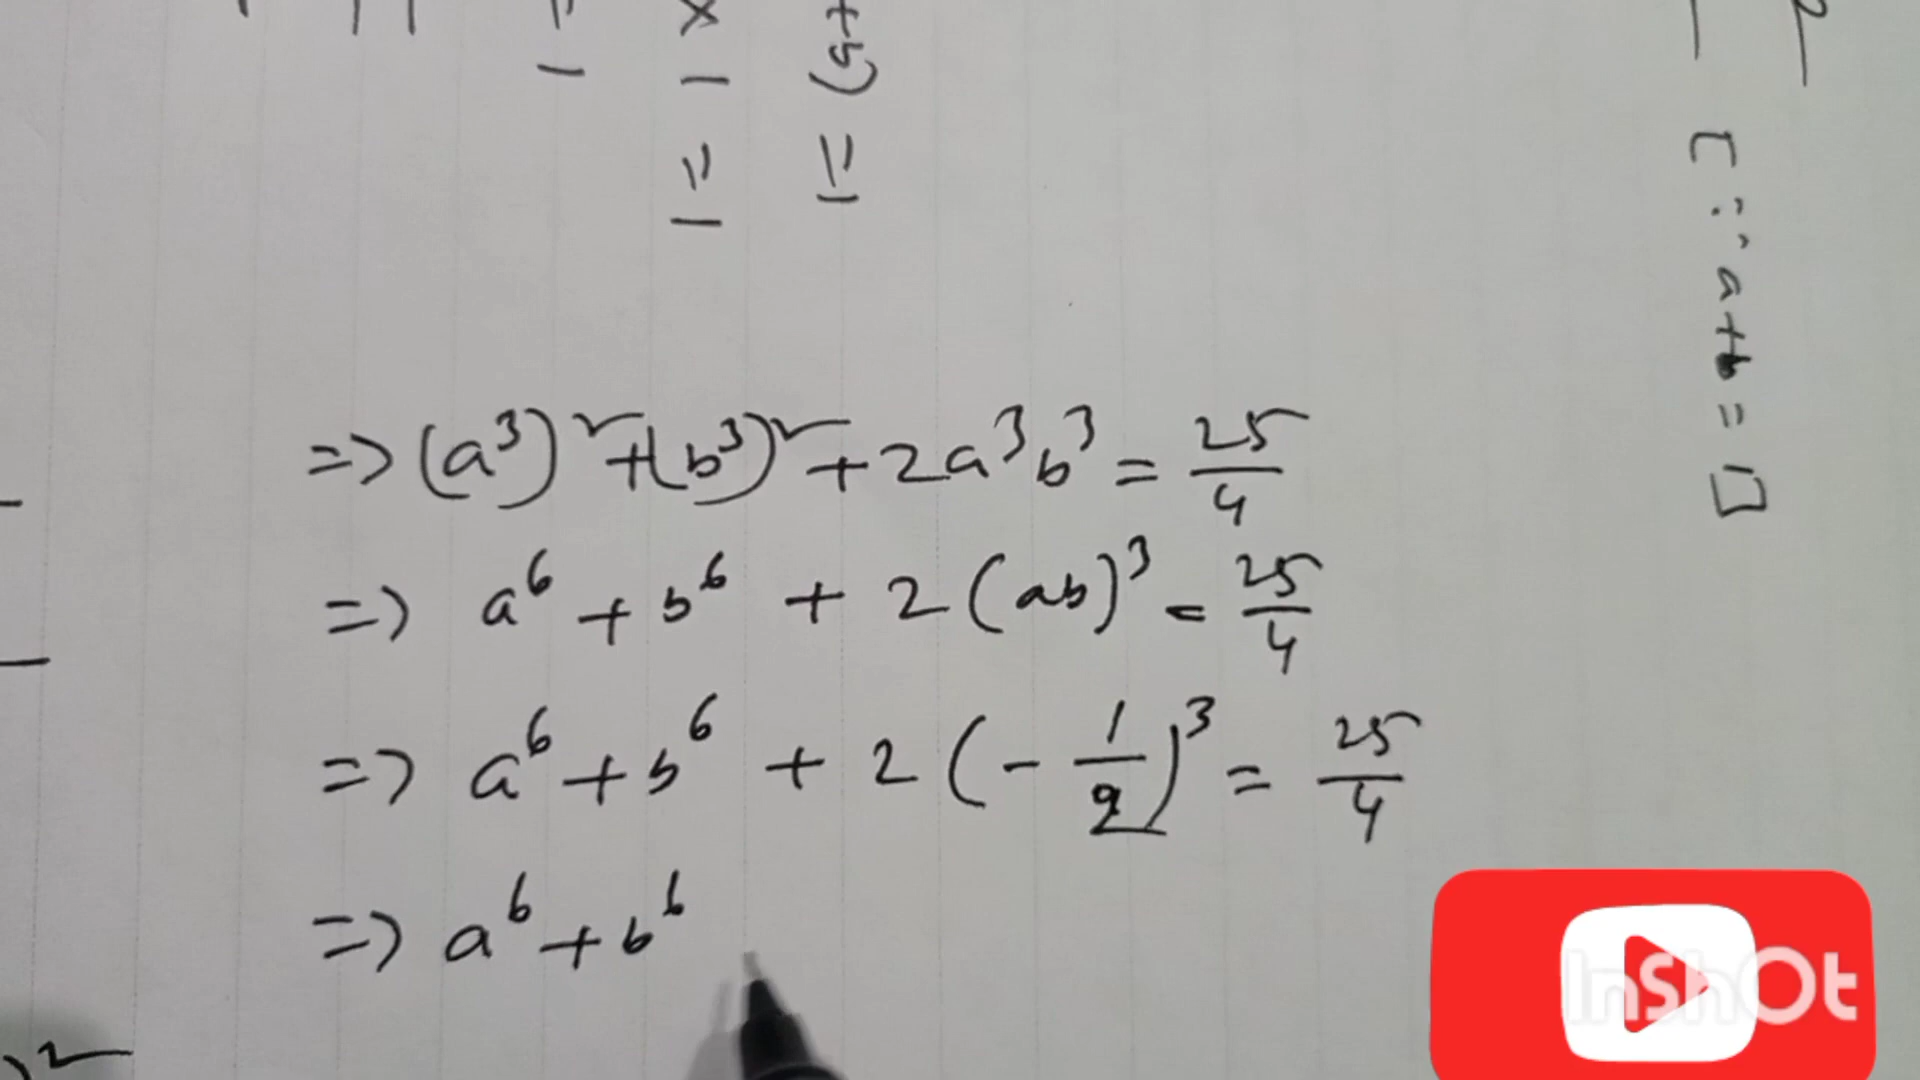 => (a³)² + (b³)² + 2a³b³ = 25/4
=> a⁶ + b⁶ + 2(ab)³ = 25/4
=> a⁶ + b⁶ + 2(-1/2)³ = 25/4
=> a⁶ + b⁶
[∵ a+b = 1]
InShOt